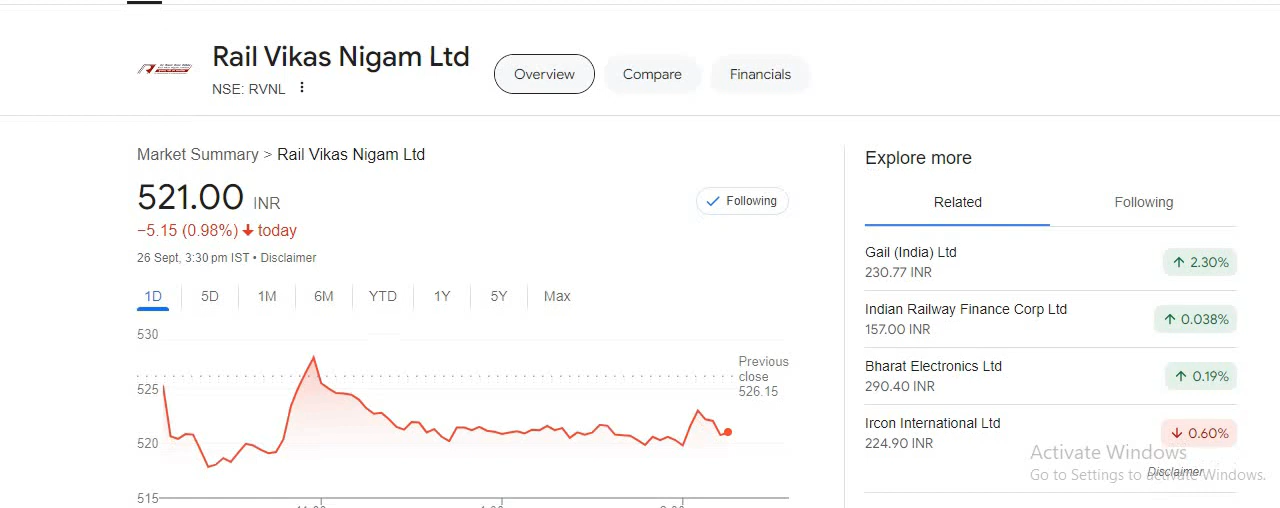 Rail Vikas Nigam Ltd
NSE: RVNL
Overview
Compare
Financials
Market Summary > Rail Vikas Nigam Ltd
521.00 INR
Following
−5.15 (0.98%) today
26 Sept, 3:30 pm IST • Disclaimer
1D 5D 1M 6M YTD 1Y 5Y Max
530
525
520
515
Previous
close
526.15
Explore more
Related Following
Gail (India) Ltd
230.77 INR
2.30%
Indian Railway Finance Corp Ltd
157.00 INR
0.038%
Bharat Electronics Ltd
290.40 INR
0.19%
Ircon International Ltd
224.90 INR
0.60%
Disclaimer
Activate Windows
Go to Settings to activate Windows.